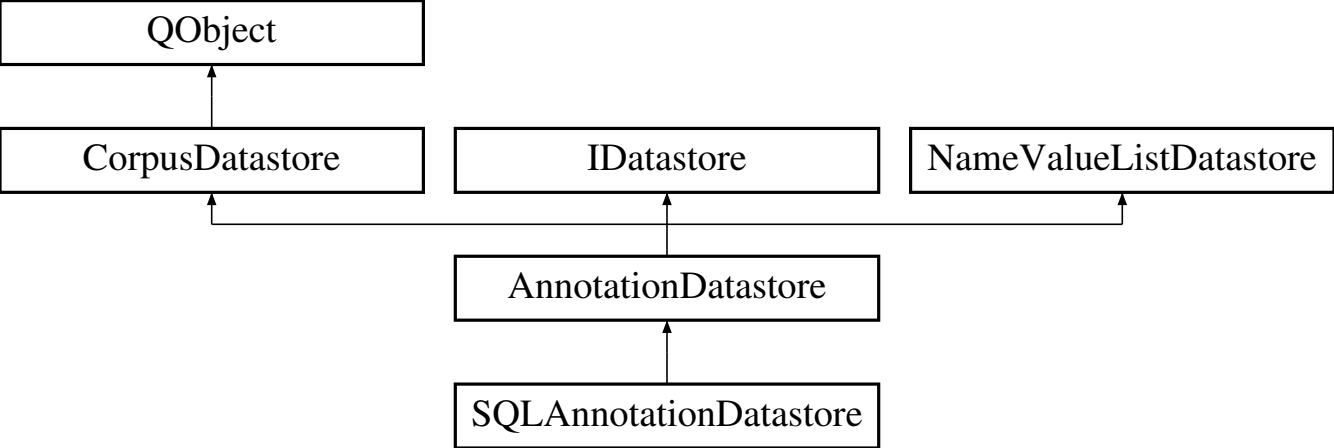 QObject
CorpusDatastore
IDatastore
NameValueListDatastore
AnnotationDatastore
SQLAnnotationDatastore